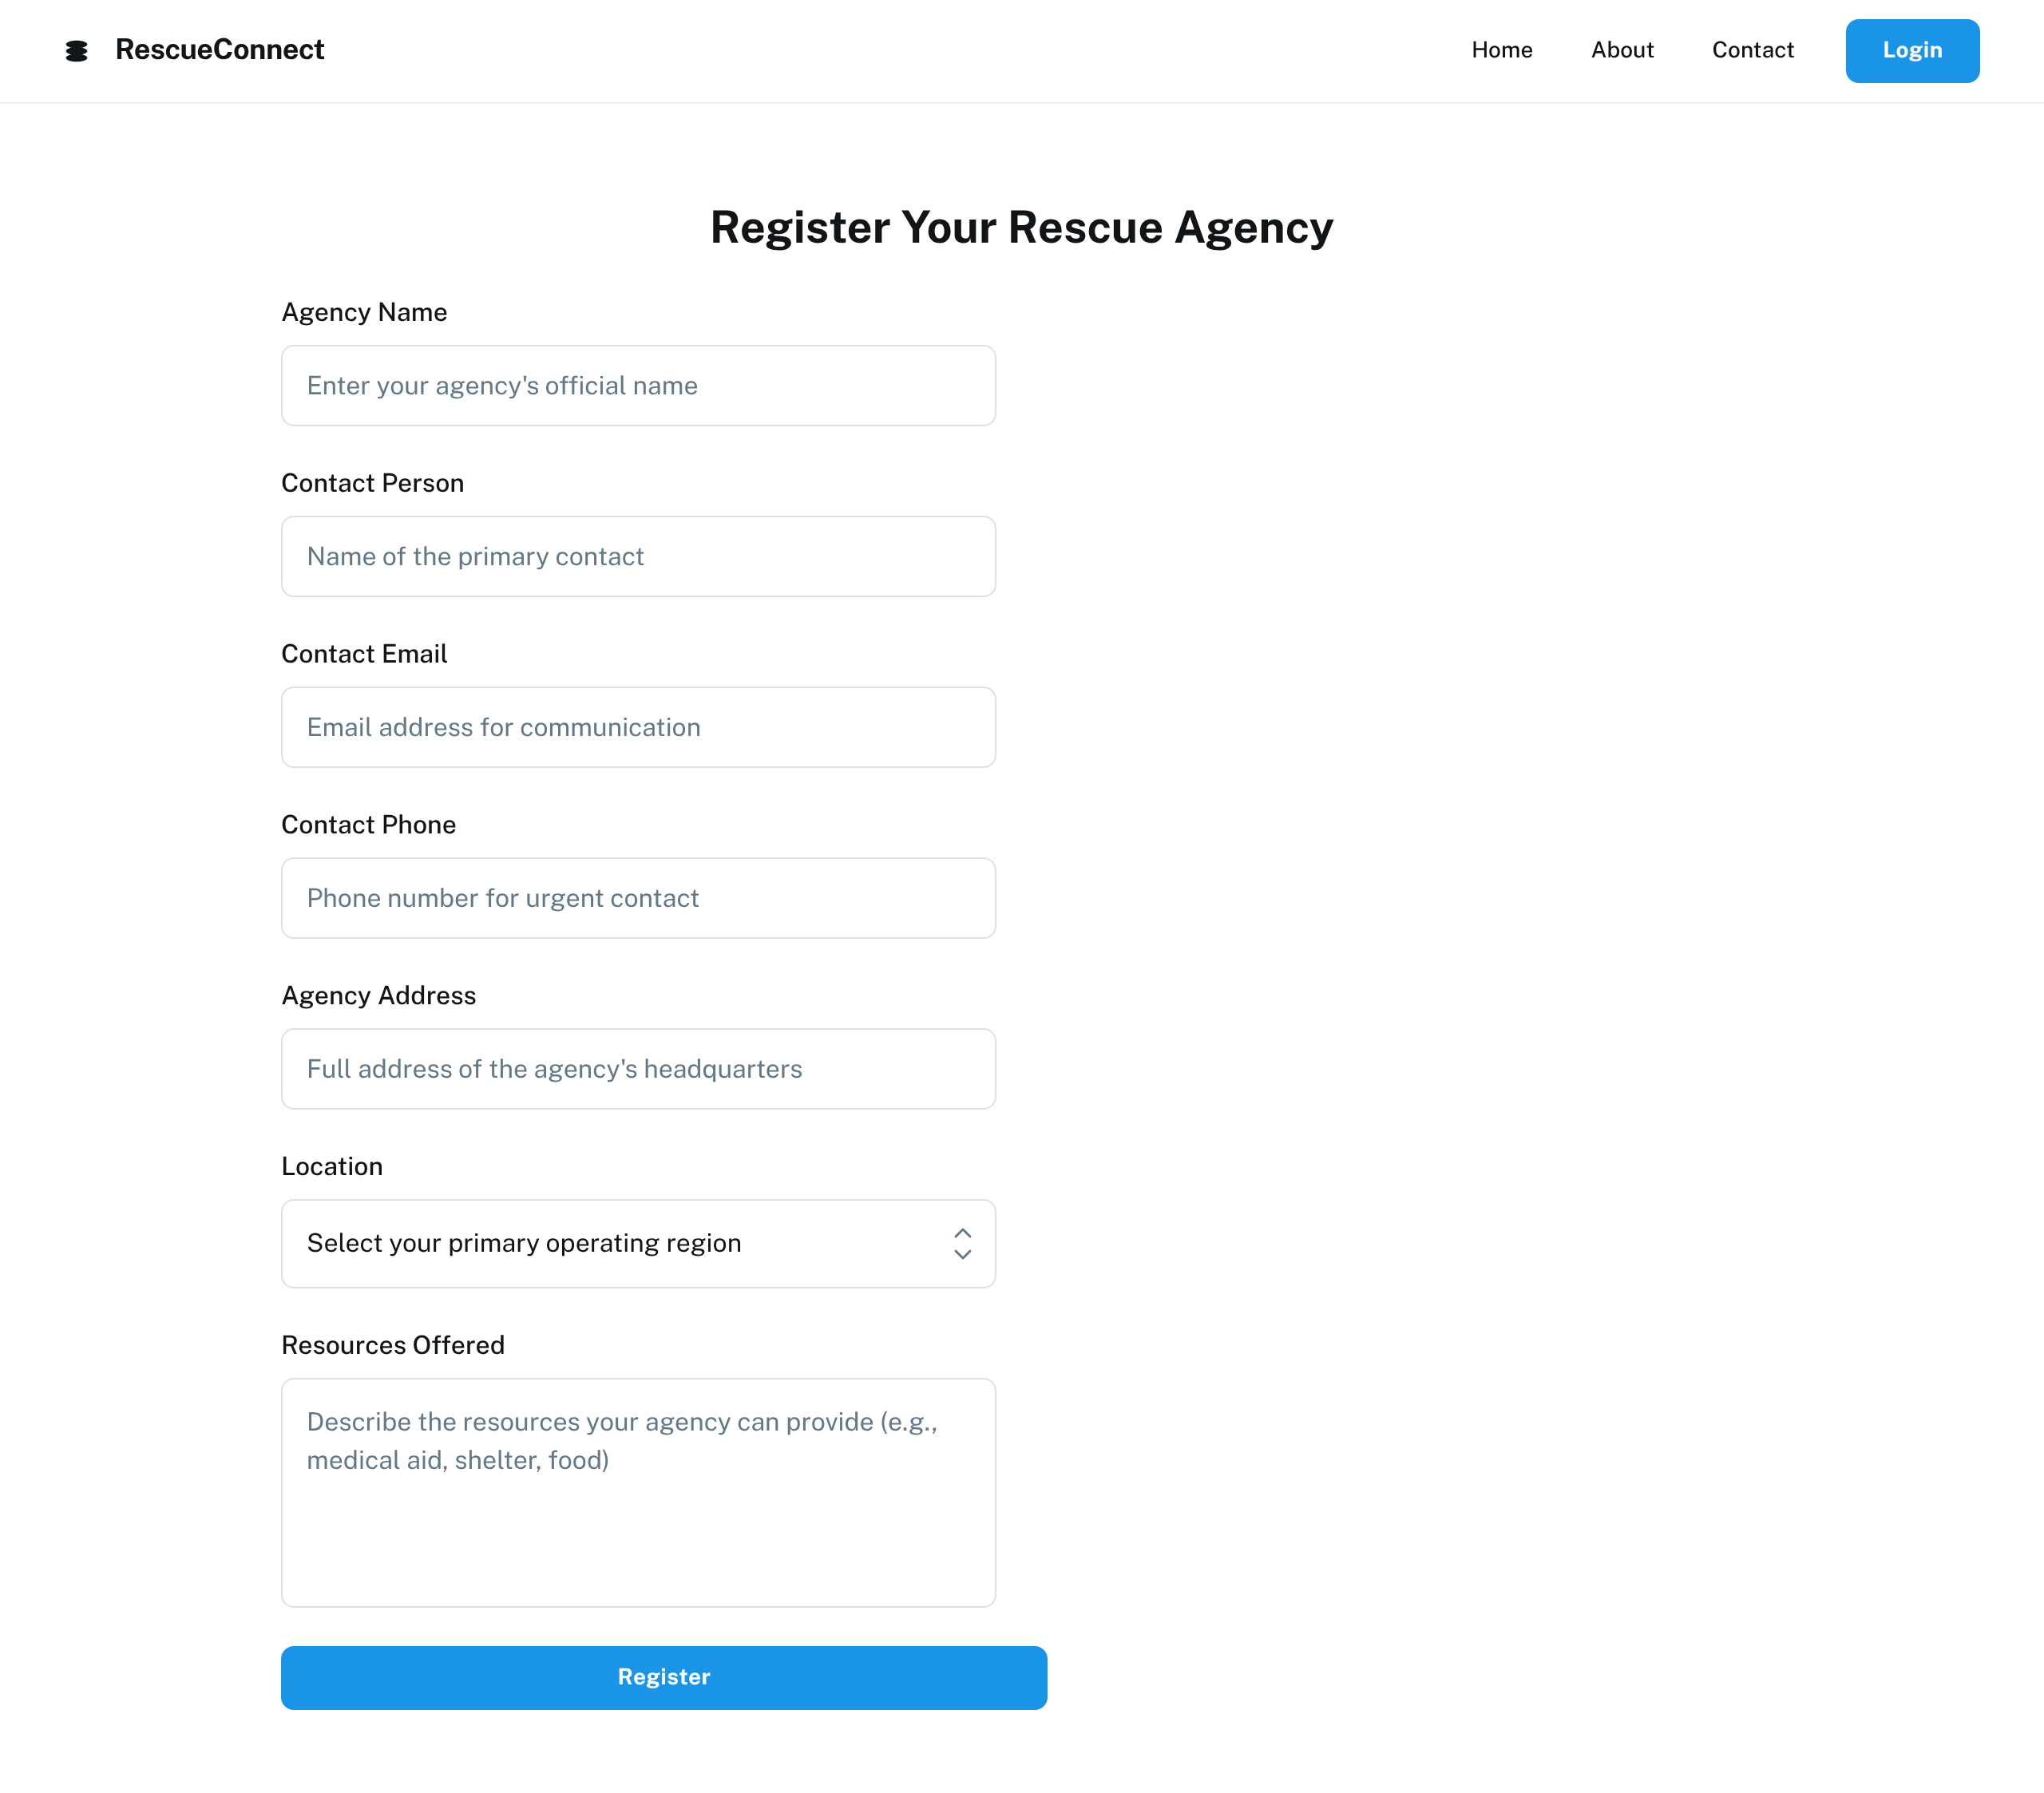 RescueConnect
Home
About
Contact
Login
Register Your Rescue Agency
Agency Name
Enter your agency's official name
Contact Person
Name of the primary contact
Contact Email
Email address for communication
Contact Phone
Phone number for urgent contact
Agency Address
Full address of the agency's headquarters
Location
Select your primary operating region
Resources Offered
Describe the resources your agency can provide (e.g.,
medical aid, shelter, food)
Register